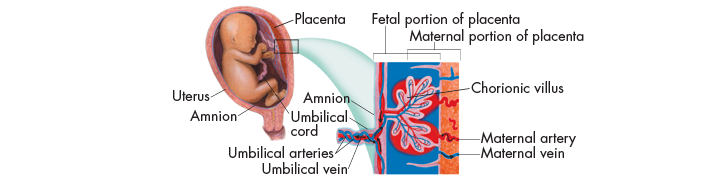 Placenta
Fetal portion of placenta
Maternal portion of placenta
Uterus
Amnion
Umbilical
cord
Amnion
Chorionic villus
Umbilical arteries
Umbilical vein
Maternal artery
Maternal vein